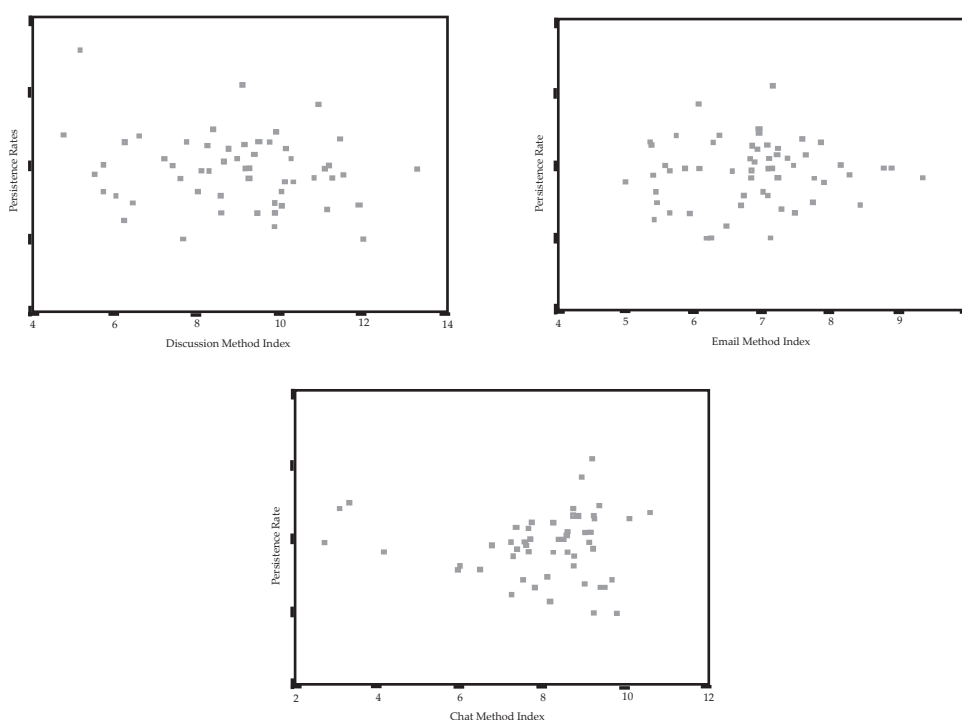 Persistence Rates
4 6 8 10 12 14
Discussion Method Index
Persistence Rate
4 5 6 7 8 9
Email Method Index
Persistence Rate
2 4 6 8 10 12
Chat Method Index